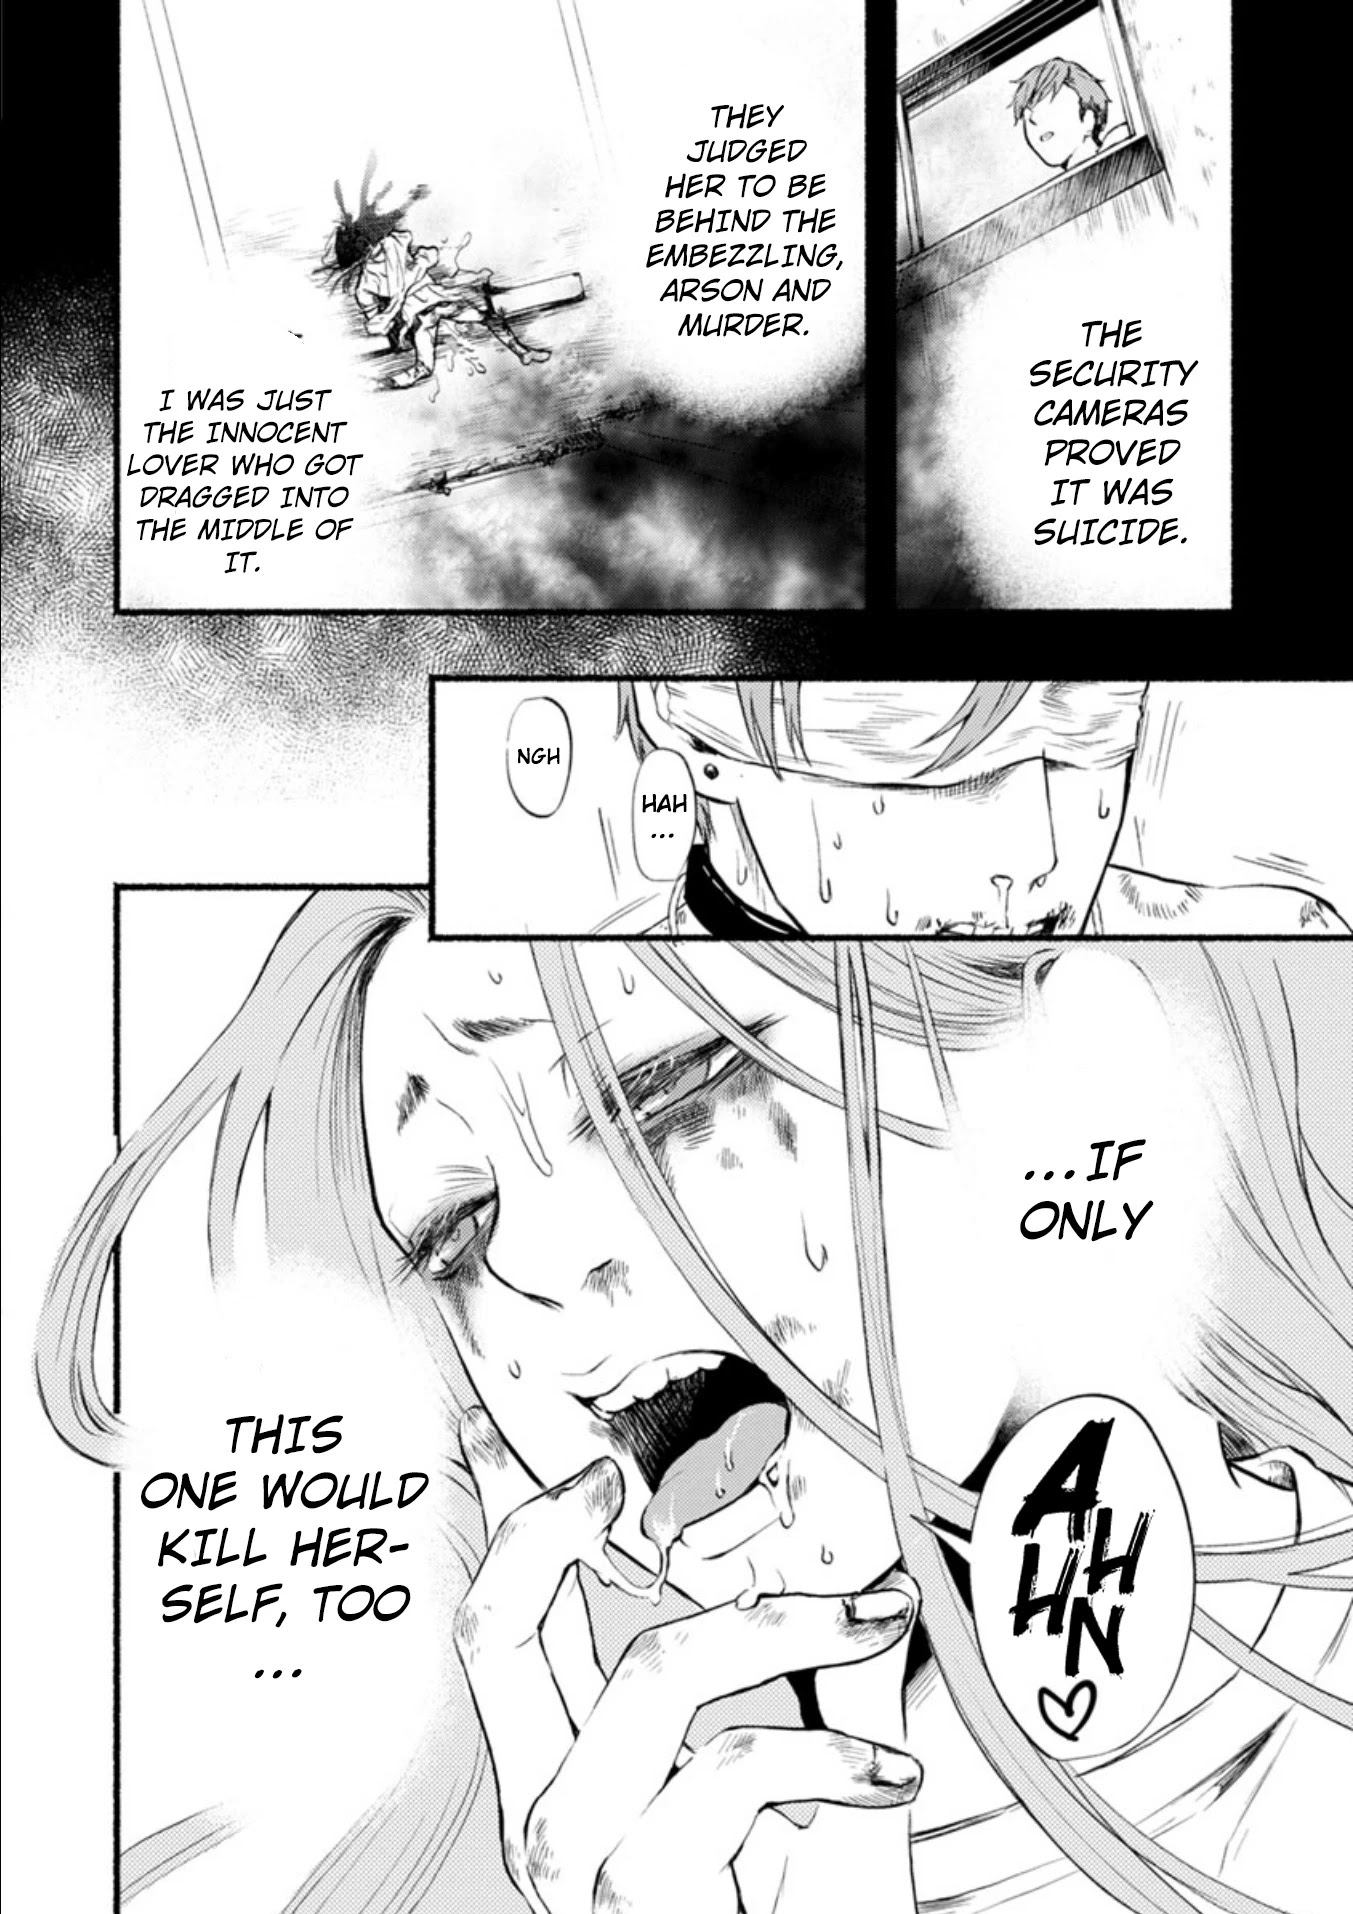 THE
SECURITY
CAMERAS
PROVED
IT WAS
SUICIDE.
THEY
JUDGED
HER TO BE
BEHIND THE
EMBEZZLING,
ARSON AND
MURDER.
I WAS JUST
THE INNOCENT
LOVER WHO GOT
DRAGGED INTO
THE MIDDLE OF
IT.
HAH
...
NGH
...IF
ONLY
AHHHNN♡
THIS
ONE WOULD
KILL HER-
SELF, TOO
...